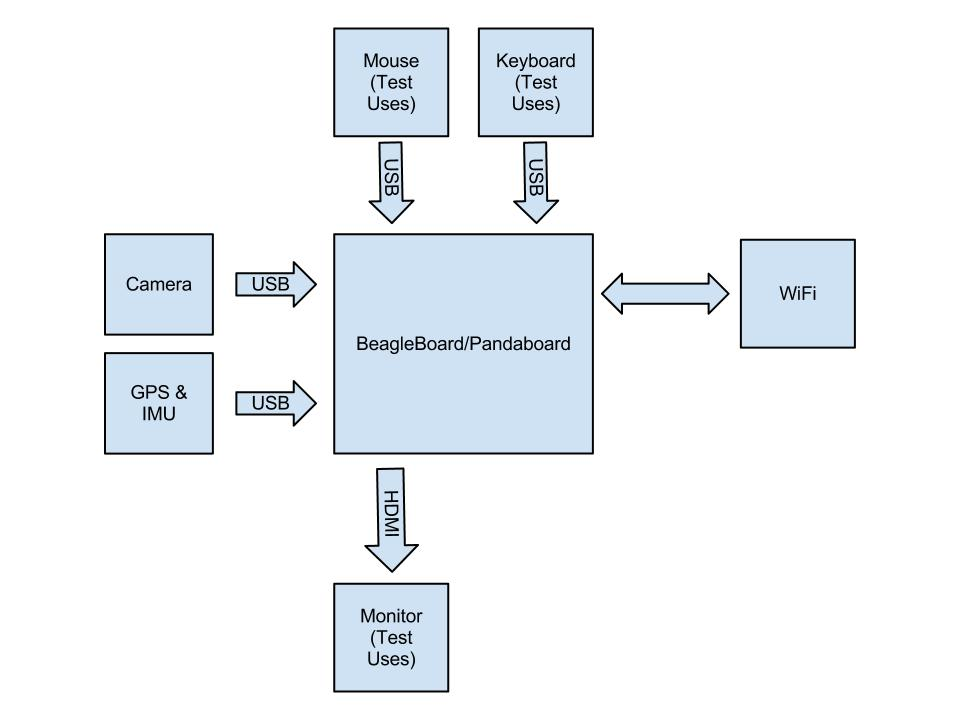 Mouse
(Test
Uses)
Keyboard
(Test
Uses)
USB
USB
Camera
USB
BeagleBoard/Pandaboard
WiFi
GPS &
IMU
USB
HDMI
Monitor
(Test
Uses)